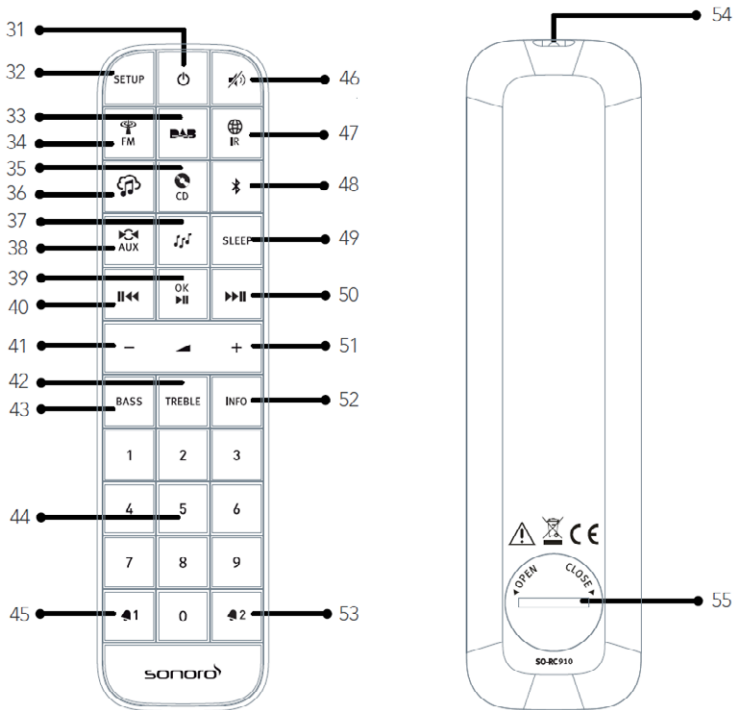 31
54
32
SETUP
46
33
34
FM
DAB
IR
47
35
36
CD
48
37
38
AUX
SLEEP
49
39
40
OK
50
41
−
+
51
42
43
BASS
TREBLE
INFO
52
1
2
3
44
4
5
6
7
8
9
OPEN
CLOSE
55
45
1
0
2
53
SO-RC910
sonoro
CE